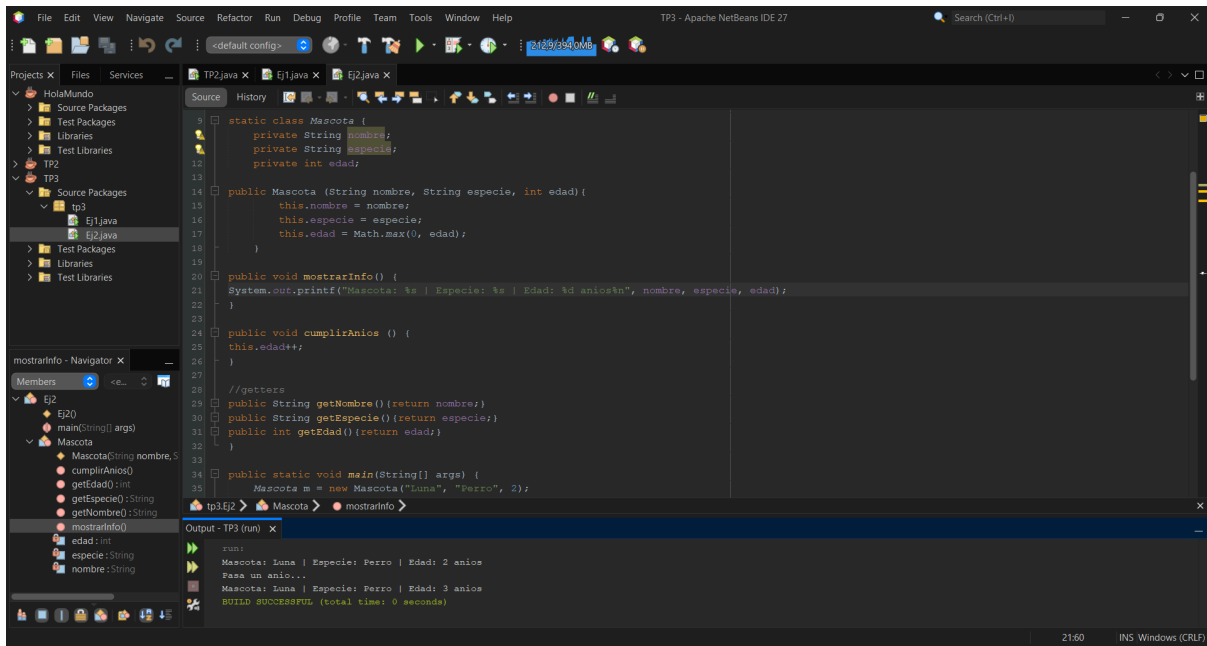 File Edit View Navigate Source Refactor Run Debug Profile Team Tools Window Help TP3 - Apache NetBeans IDE 27 Search (Ctrl+I)
<default config> 212,9/394,0MB
Projects Files Services
TP2.java Ej1.java Ej2.java
Source History
HolaMundo
Source Packages
Test Packages
Libraries
Test Libraries
TP2
TP3
Source Packages
tp3
Ej1.java
Ej2.java
Test Packages
Libraries
Test Libraries
9 static class Mascota {
private String nombre;
private String especie;
12 private int edad;
13
14 public Mascota (String nombre, String especie, int edad){
15 this.nombre = nombre;
16 this.especie = especie;
17 this.edad = Math.max(0, edad);
18 }
19
20 public void mostrarInfo() {
21 System.out.printf("Mascota: %s | Especie: %s | Edad: %d anios%n", nombre, especie, edad);
22 }
23
24 public void cumplirAnios () {
25 this.edad++;
26 }
27
28 //getters
29 public String getNombre(){return nombre;}
30 public String getEspecie(){return especie;}
31 public int getEdad(){return edad;}
32 }
33
34 public static void main(String[] args) {
35 Mascota m = new Mascota("Luna", "Perro", 2);
tp3.Ej2 Mascota mostrarInfo
mostrarInfo - Navigator
Members <e...
Ej2
Ej2()
main(String[] args)
Mascota
Mascota(String nombre, S
cumplirAnios()
getEdad() : int
getEspecie() : String
getNombre() : String
mostrarInfo()
edad : int
especie : String
nombre : String
Output - TP3 (run)
run:
Mascota: Luna | Especie: Perro | Edad: 2 anios
Pasa un anio...
Mascota: Luna | Especie: Perro | Edad: 3 anios
BUILD SUCCESSFUL (total time: 0 seconds)
21:60 INS Windows (CRLF)